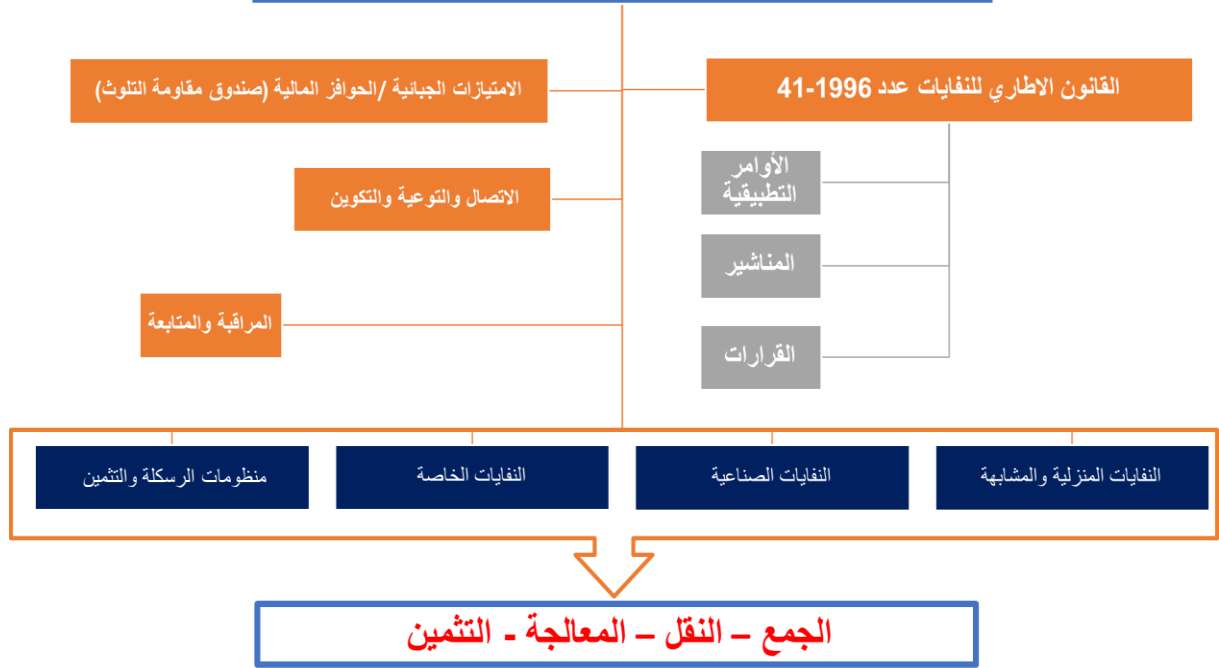 القانون الاطاري للنفايات عدد 1996-41
الامتيازات الجبائية /الحوافز المالية (صندوق مقاومة التلوث)
الأوامر
التطبيقية
المناشير
القرارات
الاتصال والتوعية والتكوين
المراقبة والمتابعة
النفايات المنزلية والمشابهة
النفايات الصناعية
النفايات الخاصة
منظومات الرسكلة والتثمين
الجمع – النقل – المعالجة - التثمين